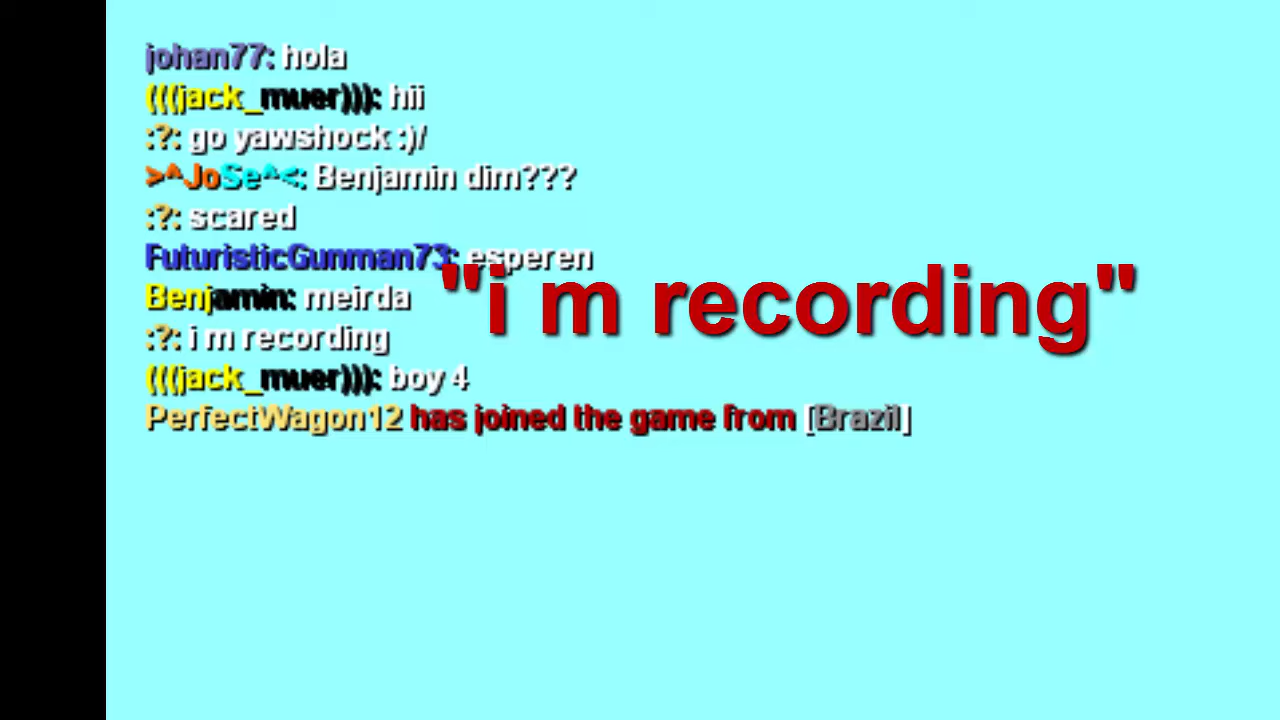 johan77: hola
(((jack_muer))): hii
:?: go yawshock :)/
>^JoSe^<: Benjamin dim???
:?: scared
FuturisticGunman73: esperen
Benjamin: meirda
"i m recording"
:?: i m recording
(((jack_muer))): boy 4
PerfectWagon12 has joined the game from [Brazil]